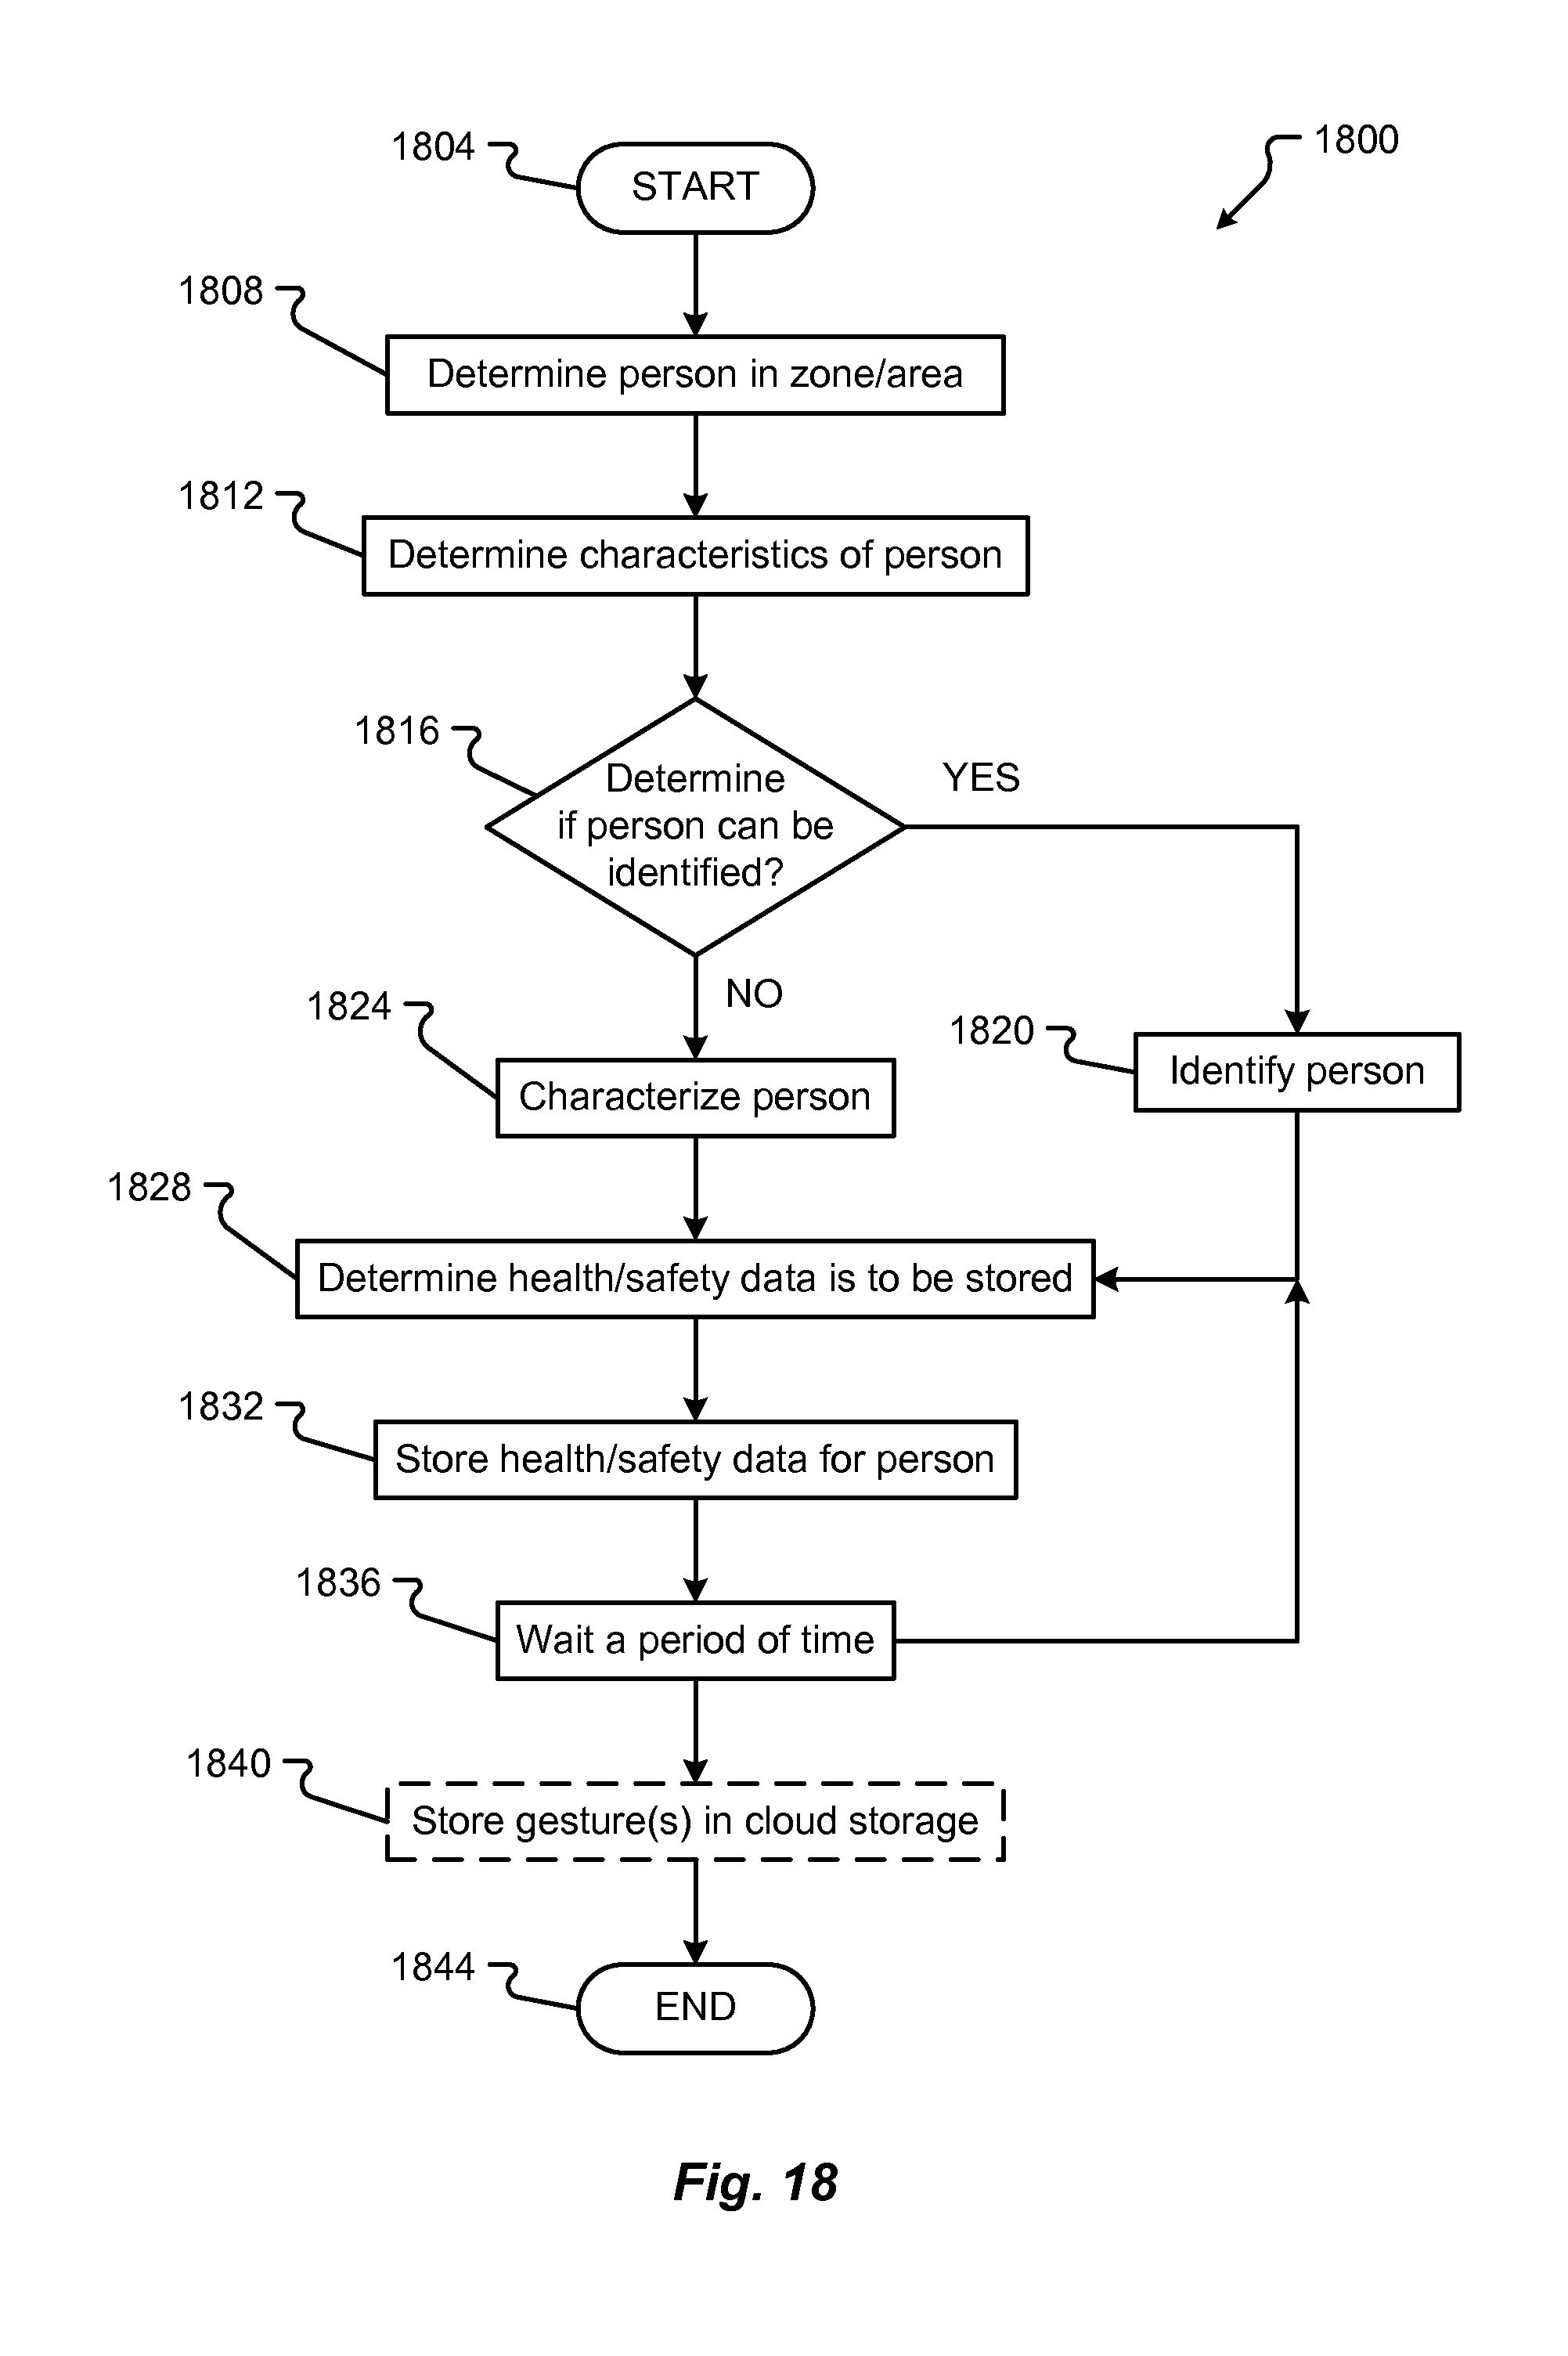 1804
START
1800
1808
Determine person in zone/area
1812
Determine characteristics of person
1816
Determine
if person can be
identified?
YES
NO
1824
Characterize person
1820
Identify person
1828
Determine health/safety data is to be stored
1832
Store health/safety data for person
1836
Wait a period of time
1840
Store gesture(s) in cloud storage
1844
END
Fig. 18